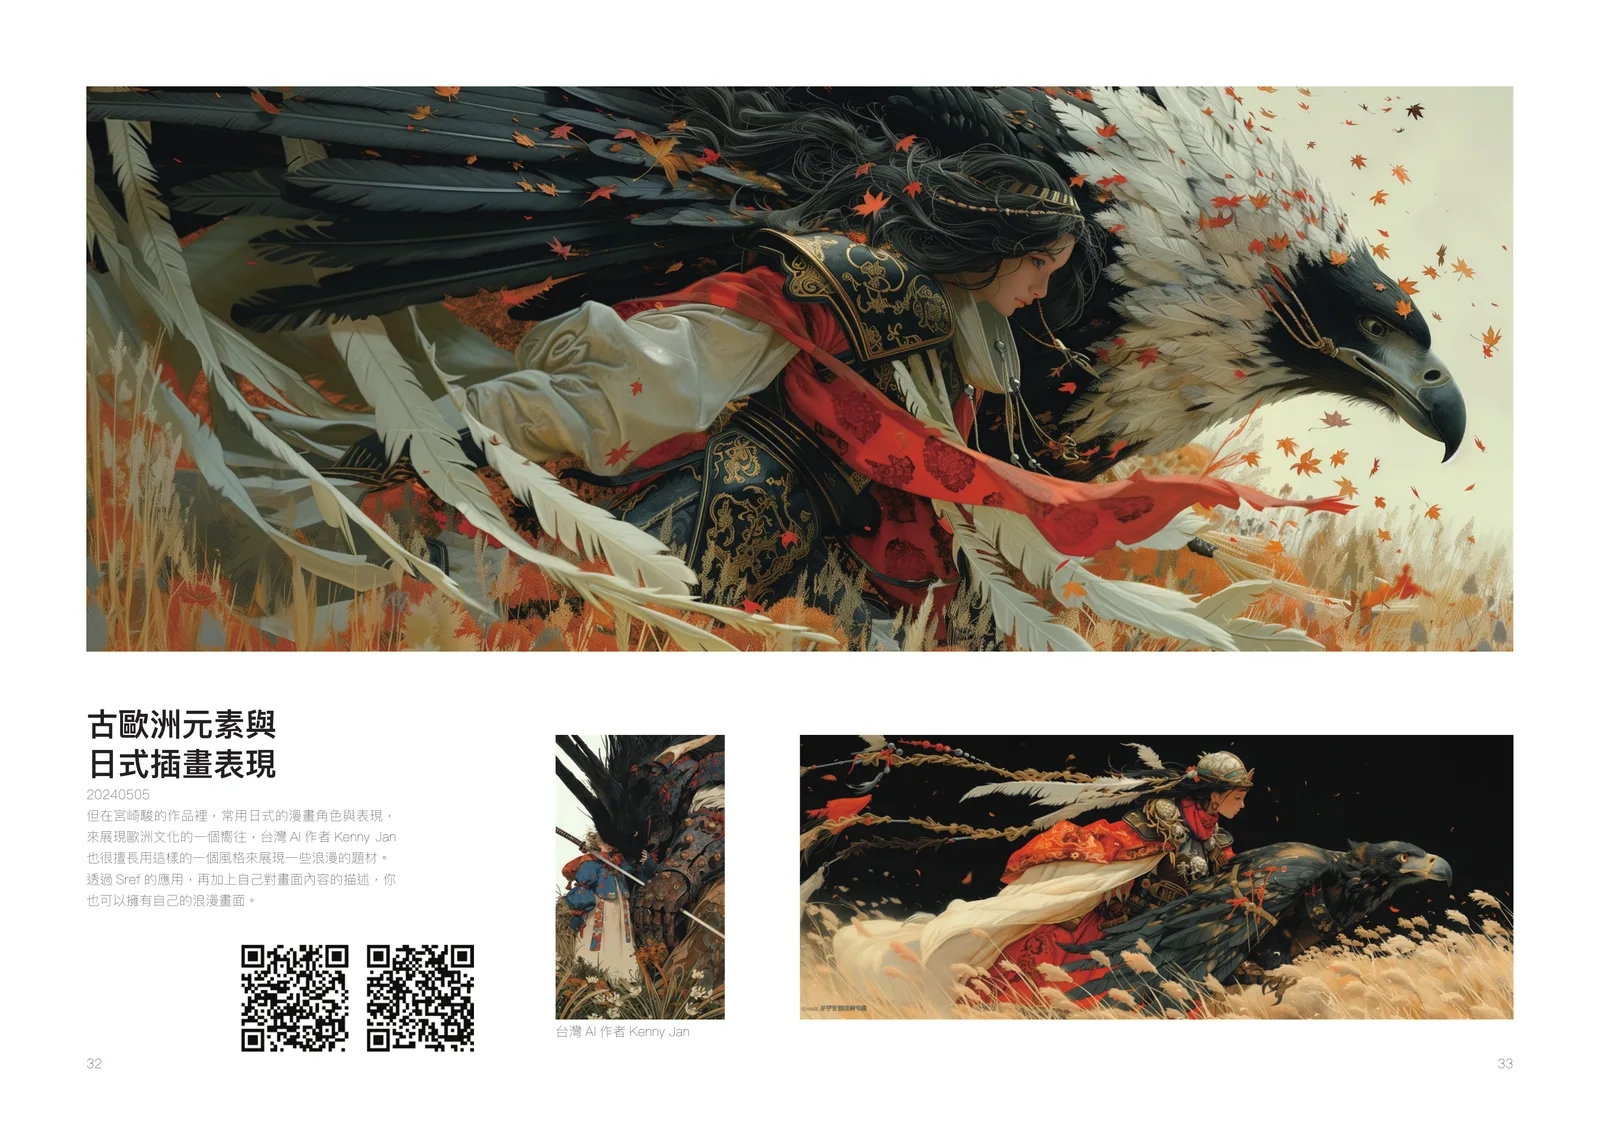 古歐洲元素與
日式插畫表現
20240505
但在宮崎駿的作品裡，常用日式的漫畫角色與表現，
來展現歐洲文化的一個嚮往，台灣 AI 作者 Kenny Jan
也很擅長用這樣的一個風格來展現一些浪漫的題材。
透過 Sref 的應用，再加上自己對畫面內容的描述，你
也可以擁有自己的浪漫畫面。
台灣 AI 作者 Kenny Jan
32
33